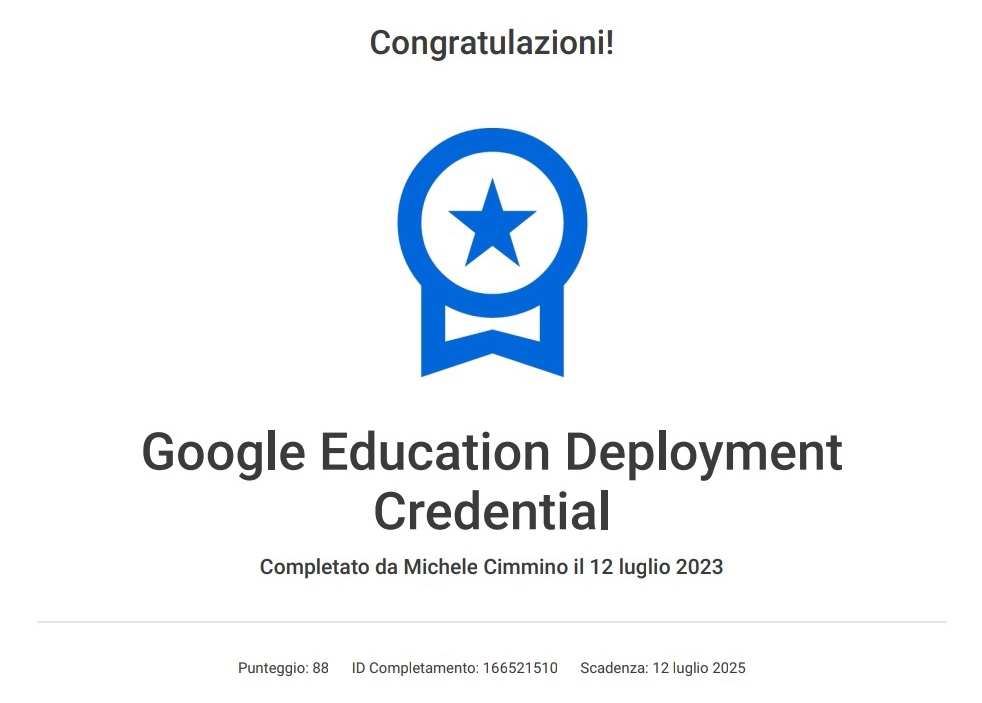 Congratulazioni!
Google Education Deployment
Credential
Completato da Michele Cimmino il 12 luglio 2023
Punteggio: 88 ID Completamento: 166521510 Scadenza: 12 luglio 2025